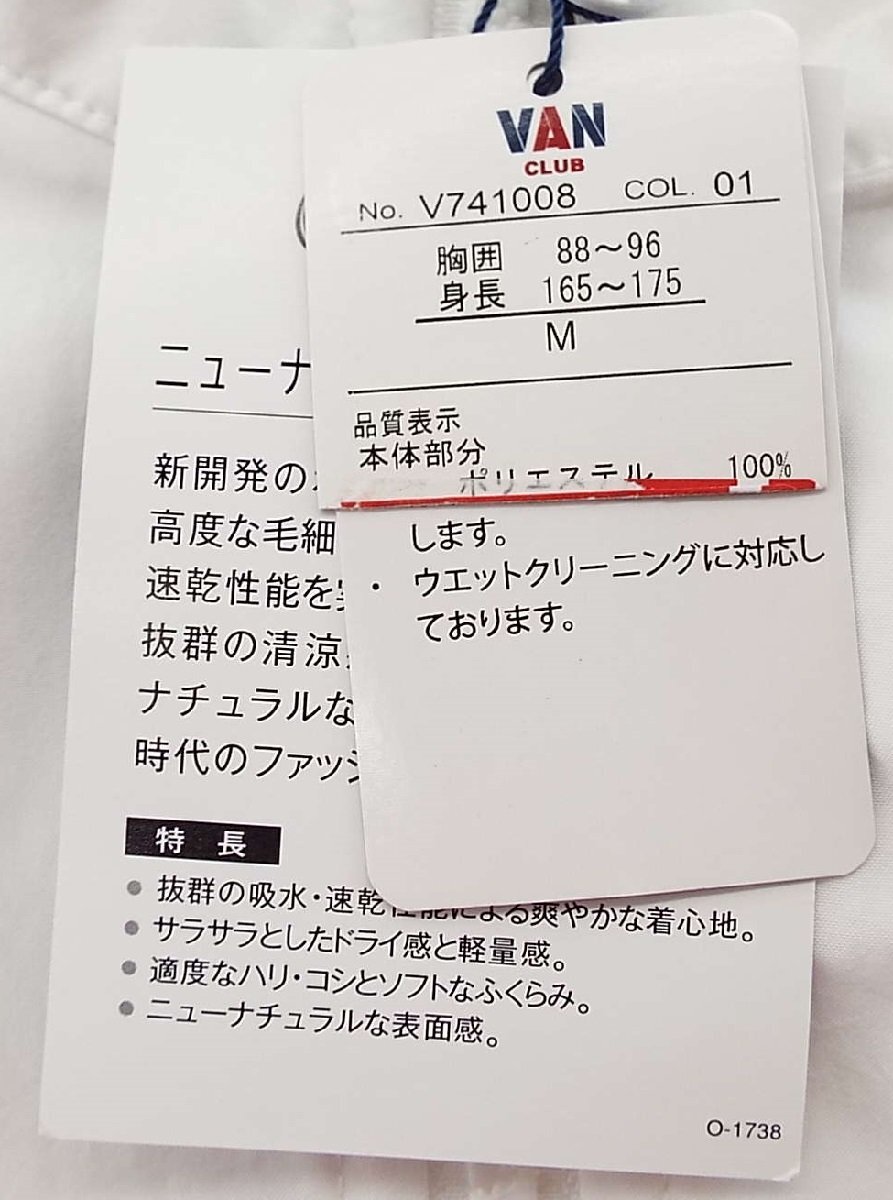 VAN
CLUB
No. V741008 COL. 01
胸囲 88～96
身長 165～175
M
品質表示
本体部分
ポリエステル 100%
します。
・ ウエットクリーニングに対応し
ております。
ニューナ
新開発の
高度な毛細
速乾性能を
抜群の清涼
ナチュラルな
時代のファッシ
特 長
● 抜群の吸水・速乾性能による爽やかな着心地。
● サラサラとしたドライ感と軽量感。
● 適度なハリ・コシとソフトなふくらみ。
● ニューナチュラルな表面感。
O-1738